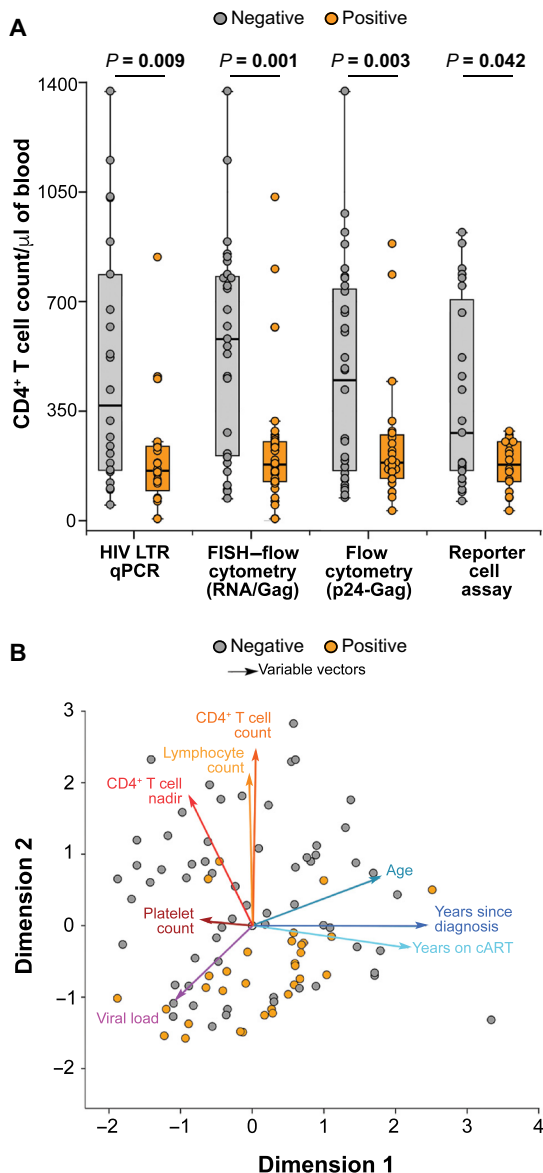 A
Negative Positive
P = 0.009 P = 0.001 P = 0.003 P = 0.042
CD4⁺ T cell count/μl of blood
1400
1050
700
350
0
HIV LTR
qPCR
FISH–flow
cytometry
(RNA/Gag)
Flow
cytometry
(p24-Gag)
Reporter
cell
assay
B
Negative Positive
Variable vectors
Dimension 2
3
2
1
0
−1
−2
CD4⁺ T cell
count
Lymphocyte
count
CD4⁺ T cell
nadir
Age
Platelet
count
Years since
diagnosis
Years on cART
Viral load
−2 −1 0 1 2 3 4
Dimension 1